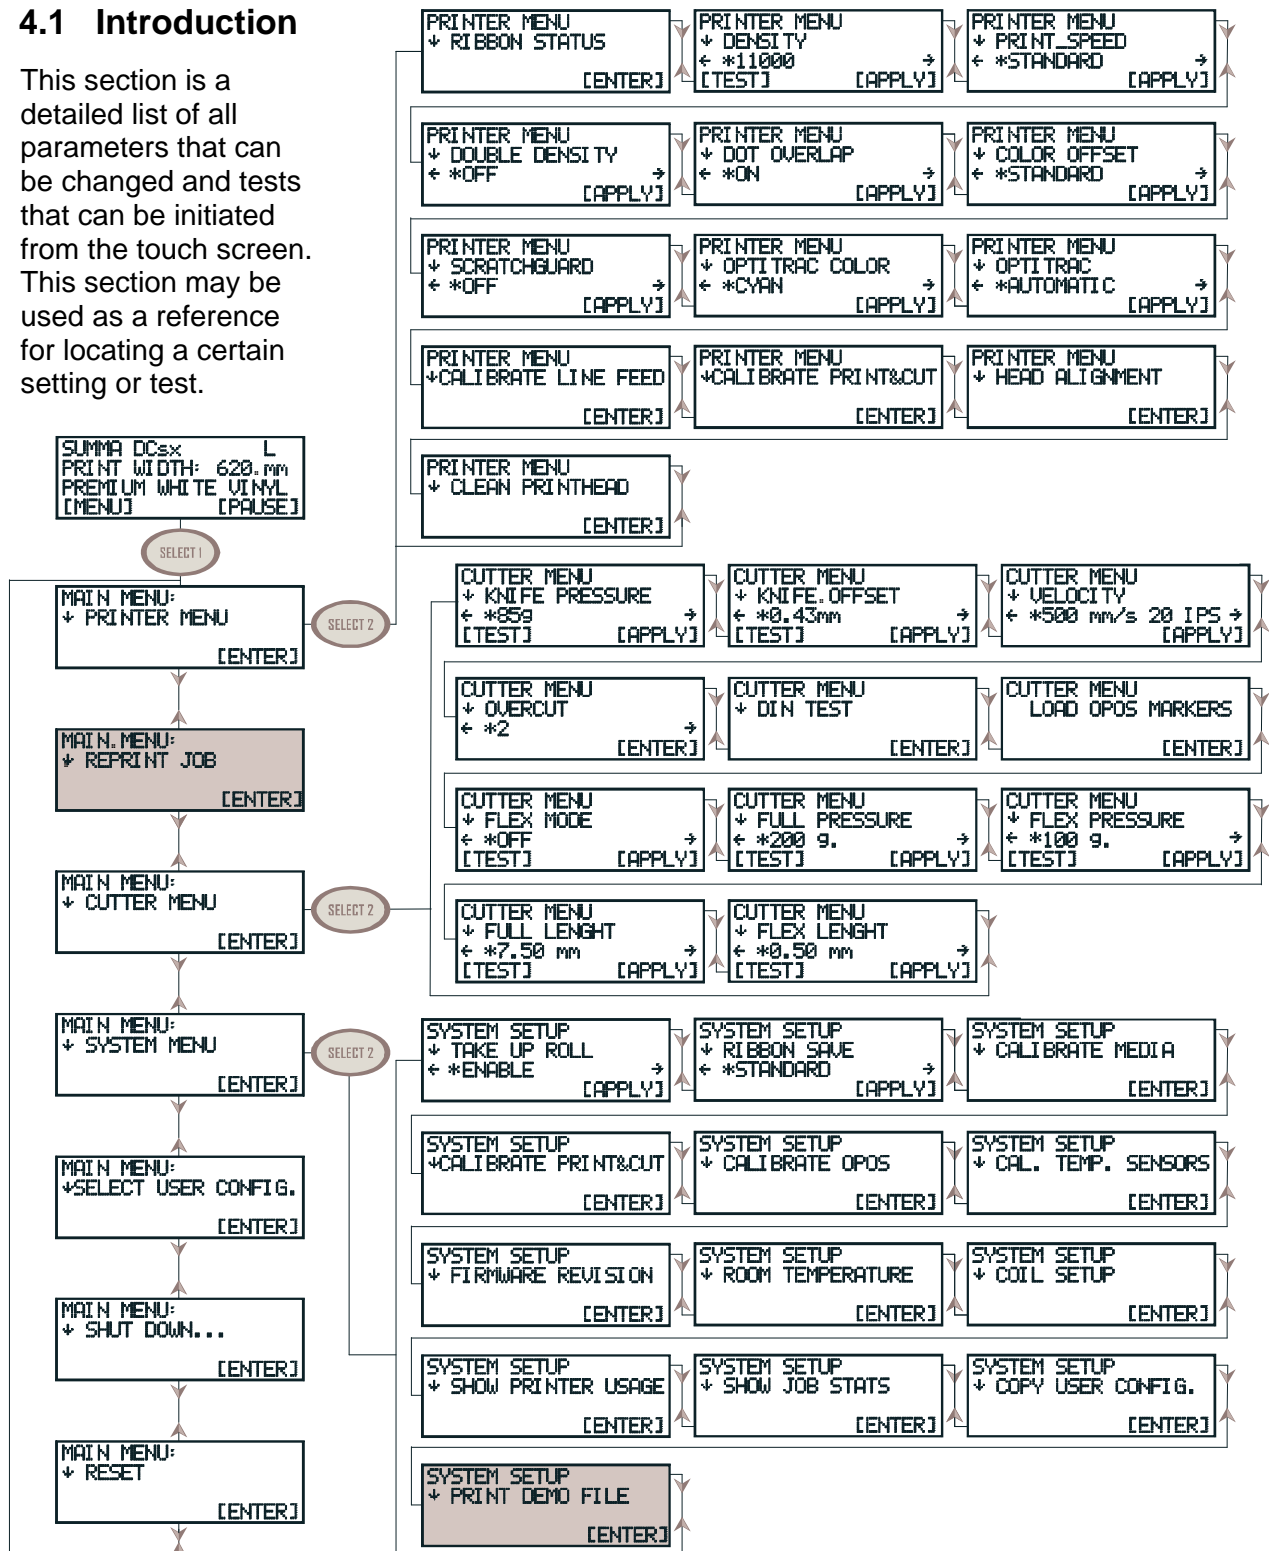 4.1 Introduction
This section is a
detailed list of all
parameters that can
be changed and tests
that can be initiated
from the touch screen.
This section may be
used as a reference
for locating a certain
setting or test.
SUMMA DCsx L
PRINT WIDTH: 620.mm
PREMIUM WHITE VINYL
[MENU] [PAUSE]
SELECT 1
MAIN MENU:
↓ PRINTER MENU
[ENTER]
SELECT 2
MAIN.MENU:
↓ REPRINT JOB
[ENTER]
MAIN MENU:
↓ CUTTER MENU
[ENTER]
SELECT 2
MAIN MENU:
↓ SYSTEM MENU
[ENTER]
SELECT 2
MAIN MENU:
↓SELECT USER CONFIG.
[ENTER]
MAIN MENU:
↓ SHUT DOWN...
[ENTER]
MAIN MENU:
↓ RESET
[ENTER]
PRINTER MENU
↓ RIBBON STATUS
[ENTER]
PRINTER MENU
↓ DENSITY
← *11000 →
[TEST] [APPLY]
PRINTER MENU
↓ PRINT_SPEED
← *STANDARD →
[APPLY]
PRINTER MENU
↓ DOUBLE DENSITY
← *OFF →
[APPLY]
PRINTER MENU
↓ DOT OVERLAP
← *ON →
[APPLY]
PRINTER MENU
↓ COLOR OFFSET
← *STANDARD →
[APPLY]
PRINTER MENU
↓ SCRATCHGUARD
← *OFF →
[APPLY]
PRINTER MENU
↓ OPTITRAC COLOR
← *CYAN →
[APPLY]
PRINTER MENU
↓ OPTITRAC
← *AUTOMATIC →
[APPLY]
PRINTER MENU
↓CALIBRATE LINE FEED
[ENTER]
PRINTER MENU
↓CALIBRATE PRINT&CUT
[ENTER]
PRINTER MENU
↓ HEAD ALIGNMENT
[ENTER]
PRINTER MENU
↓ CLEAN PRINTHEAD
[ENTER]
CUTTER MENU
↓ KNIFE PRESSURE
← *85g →
[TEST] [APPLY]
CUTTER MENU
↓ KNIFE.OFFSET
← *0.43mm →
[TEST] [APPLY]
CUTTER MENU
↓ VELOCITY
← *500 mm/s 20 IPS →
[APPLY]
CUTTER MENU
↓ OVERCUT
← *2 →
[ENTER]
CUTTER MENU
↓ DIN TEST
[ENTER]
CUTTER MENU
LOAD OPOS MARKERS
[ENTER]
CUTTER MENU
↓ FLEX MODE
← *OFF →
[TEST] [APPLY]
CUTTER MENU
↓ FULL PRESSURE
← *200 g. →
[TEST] [APPLY]
CUTTER MENU
↓ FLEX PRESSURE
← *100 g. →
[TEST] [APPLY]
CUTTER MENU
↓ FULL LENGHT
← *7.50 mm →
[TEST] [APPLY]
CUTTER MENU
↓ FLEX LENGHT
← *0.50 mm →
[TEST] [APPLY]
SYSTEM SETUP
↓ TAKE UP ROLL
← *ENABLE →
[APPLY]
SYSTEM SETUP
↓ RIBBON SAVE
← *STANDARD →
[APPLY]
SYSTEM SETUP
↓ CALIBRATE MEDIA
[ENTER]
SYSTEM SETUP
↓CALIBRATE PRINT&CUT
[ENTER]
SYSTEM SETUP
↓ CALIBRATE OPOS
[ENTER]
SYSTEM SETUP
↓ CAL. TEMP. SENSORS
[ENTER]
SYSTEM SETUP
↓ FIRMWARE REVISION
[ENTER]
SYSTEM SETUP
↓ ROOM TEMPERATURE
[ENTER]
SYSTEM SETUP
↓ COIL SETUP
[ENTER]
SYSTEM SETUP
↓ SHOW PRINTER USAGE
[ENTER]
SYSTEM SETUP
↓ SHOW JOB STATS
[ENTER]
SYSTEM SETUP
↓ COPY USER CONFIG.
[ENTER]
SYSTEM SETUP
↓ PRINT DEMO FILE
[ENTER]